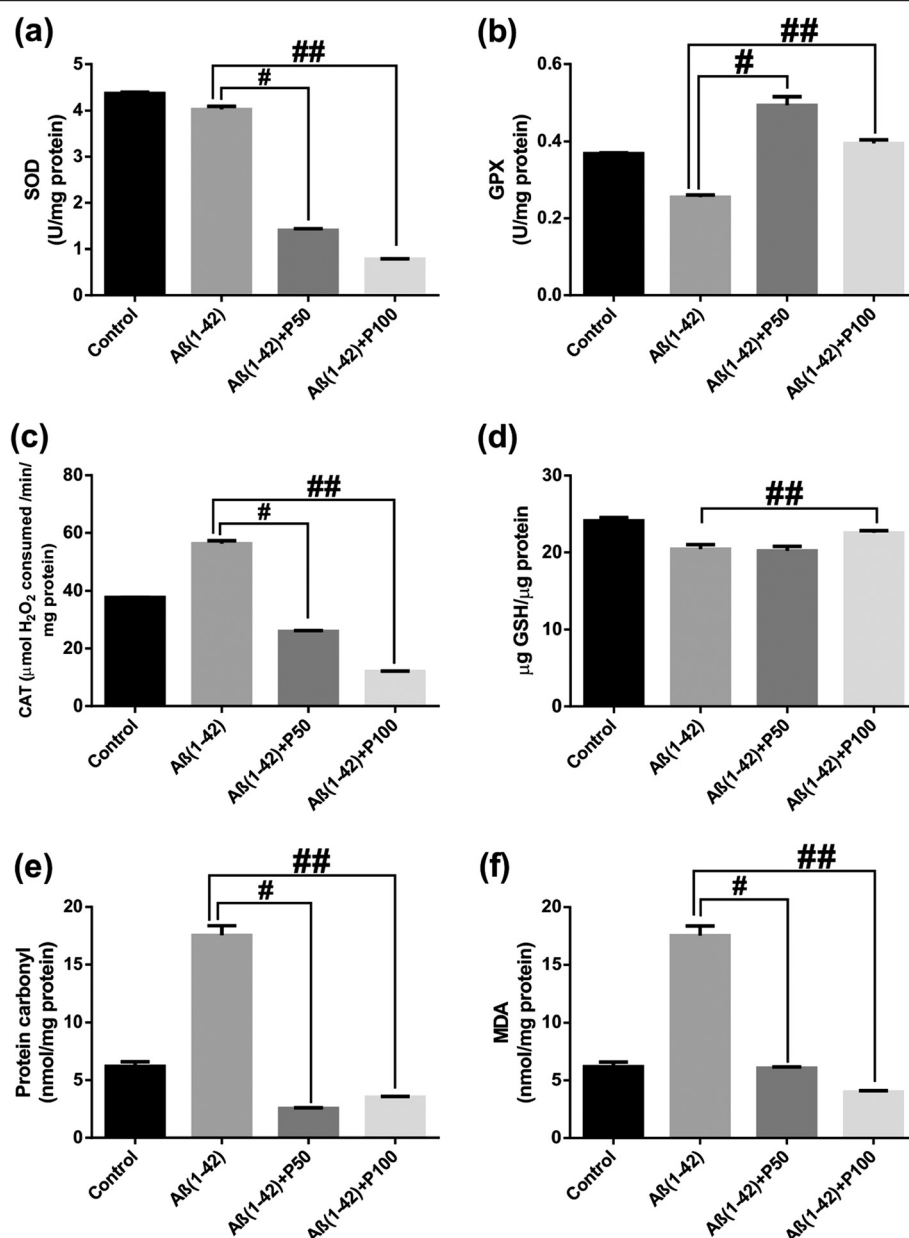 (a)
##
#
5
4
3
2
1
0
SOD
(U/mg protein)
Control
Aß(1-42)
Aß(1-42)+P50
Aß(1-42)+P100
(b)
##
#
0.6
0.4
0.2
0.0
GPX
(U/mg protein)
Control
Aß(1-42)
Aß(1-42)+P50
Aß(1-42)+P100
(c)
##
#
80
60
40
20
0
CAT (μmol H₂O₂ consumed /min/
mg protein)
Control
Aß(1-42)
Aß(1-42)+P50
Aß(1-42)+P100
(d)
##
30
20
10
0
μg GSH/μg protein
Control
Aß(1-42)
Aß(1-42)+P50
Aß(1-42)+P100
(e)
##
#
20
15
10
5
0
Protein carbonyl
(nmol/mg protein)
Control
Aß(1-42)
Aß(1-42)+P50
Aß(1-42)+P100
(f)
##
#
20
15
10
5
0
MDA
(nmol/mg protein)
Control
Aß(1-42)
Aß(1-42)+P50
Aß(1-42)+P100